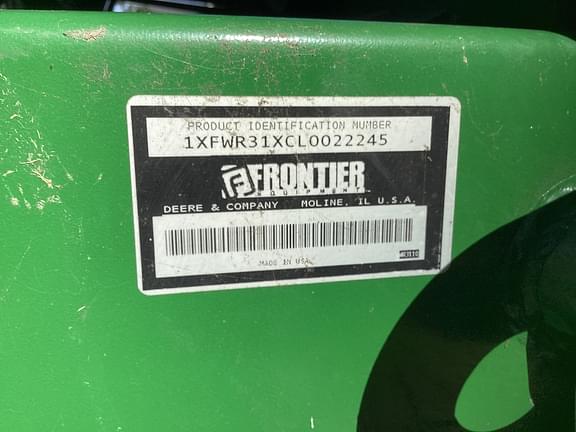 PRODUCT IDENTIFICATION NUMBER
1XFWR31XCL0022245
FRONTIER
EQUIPMENT
DEERE & COMPANY MOLINE, IL U.S.A.
MADE IN USA